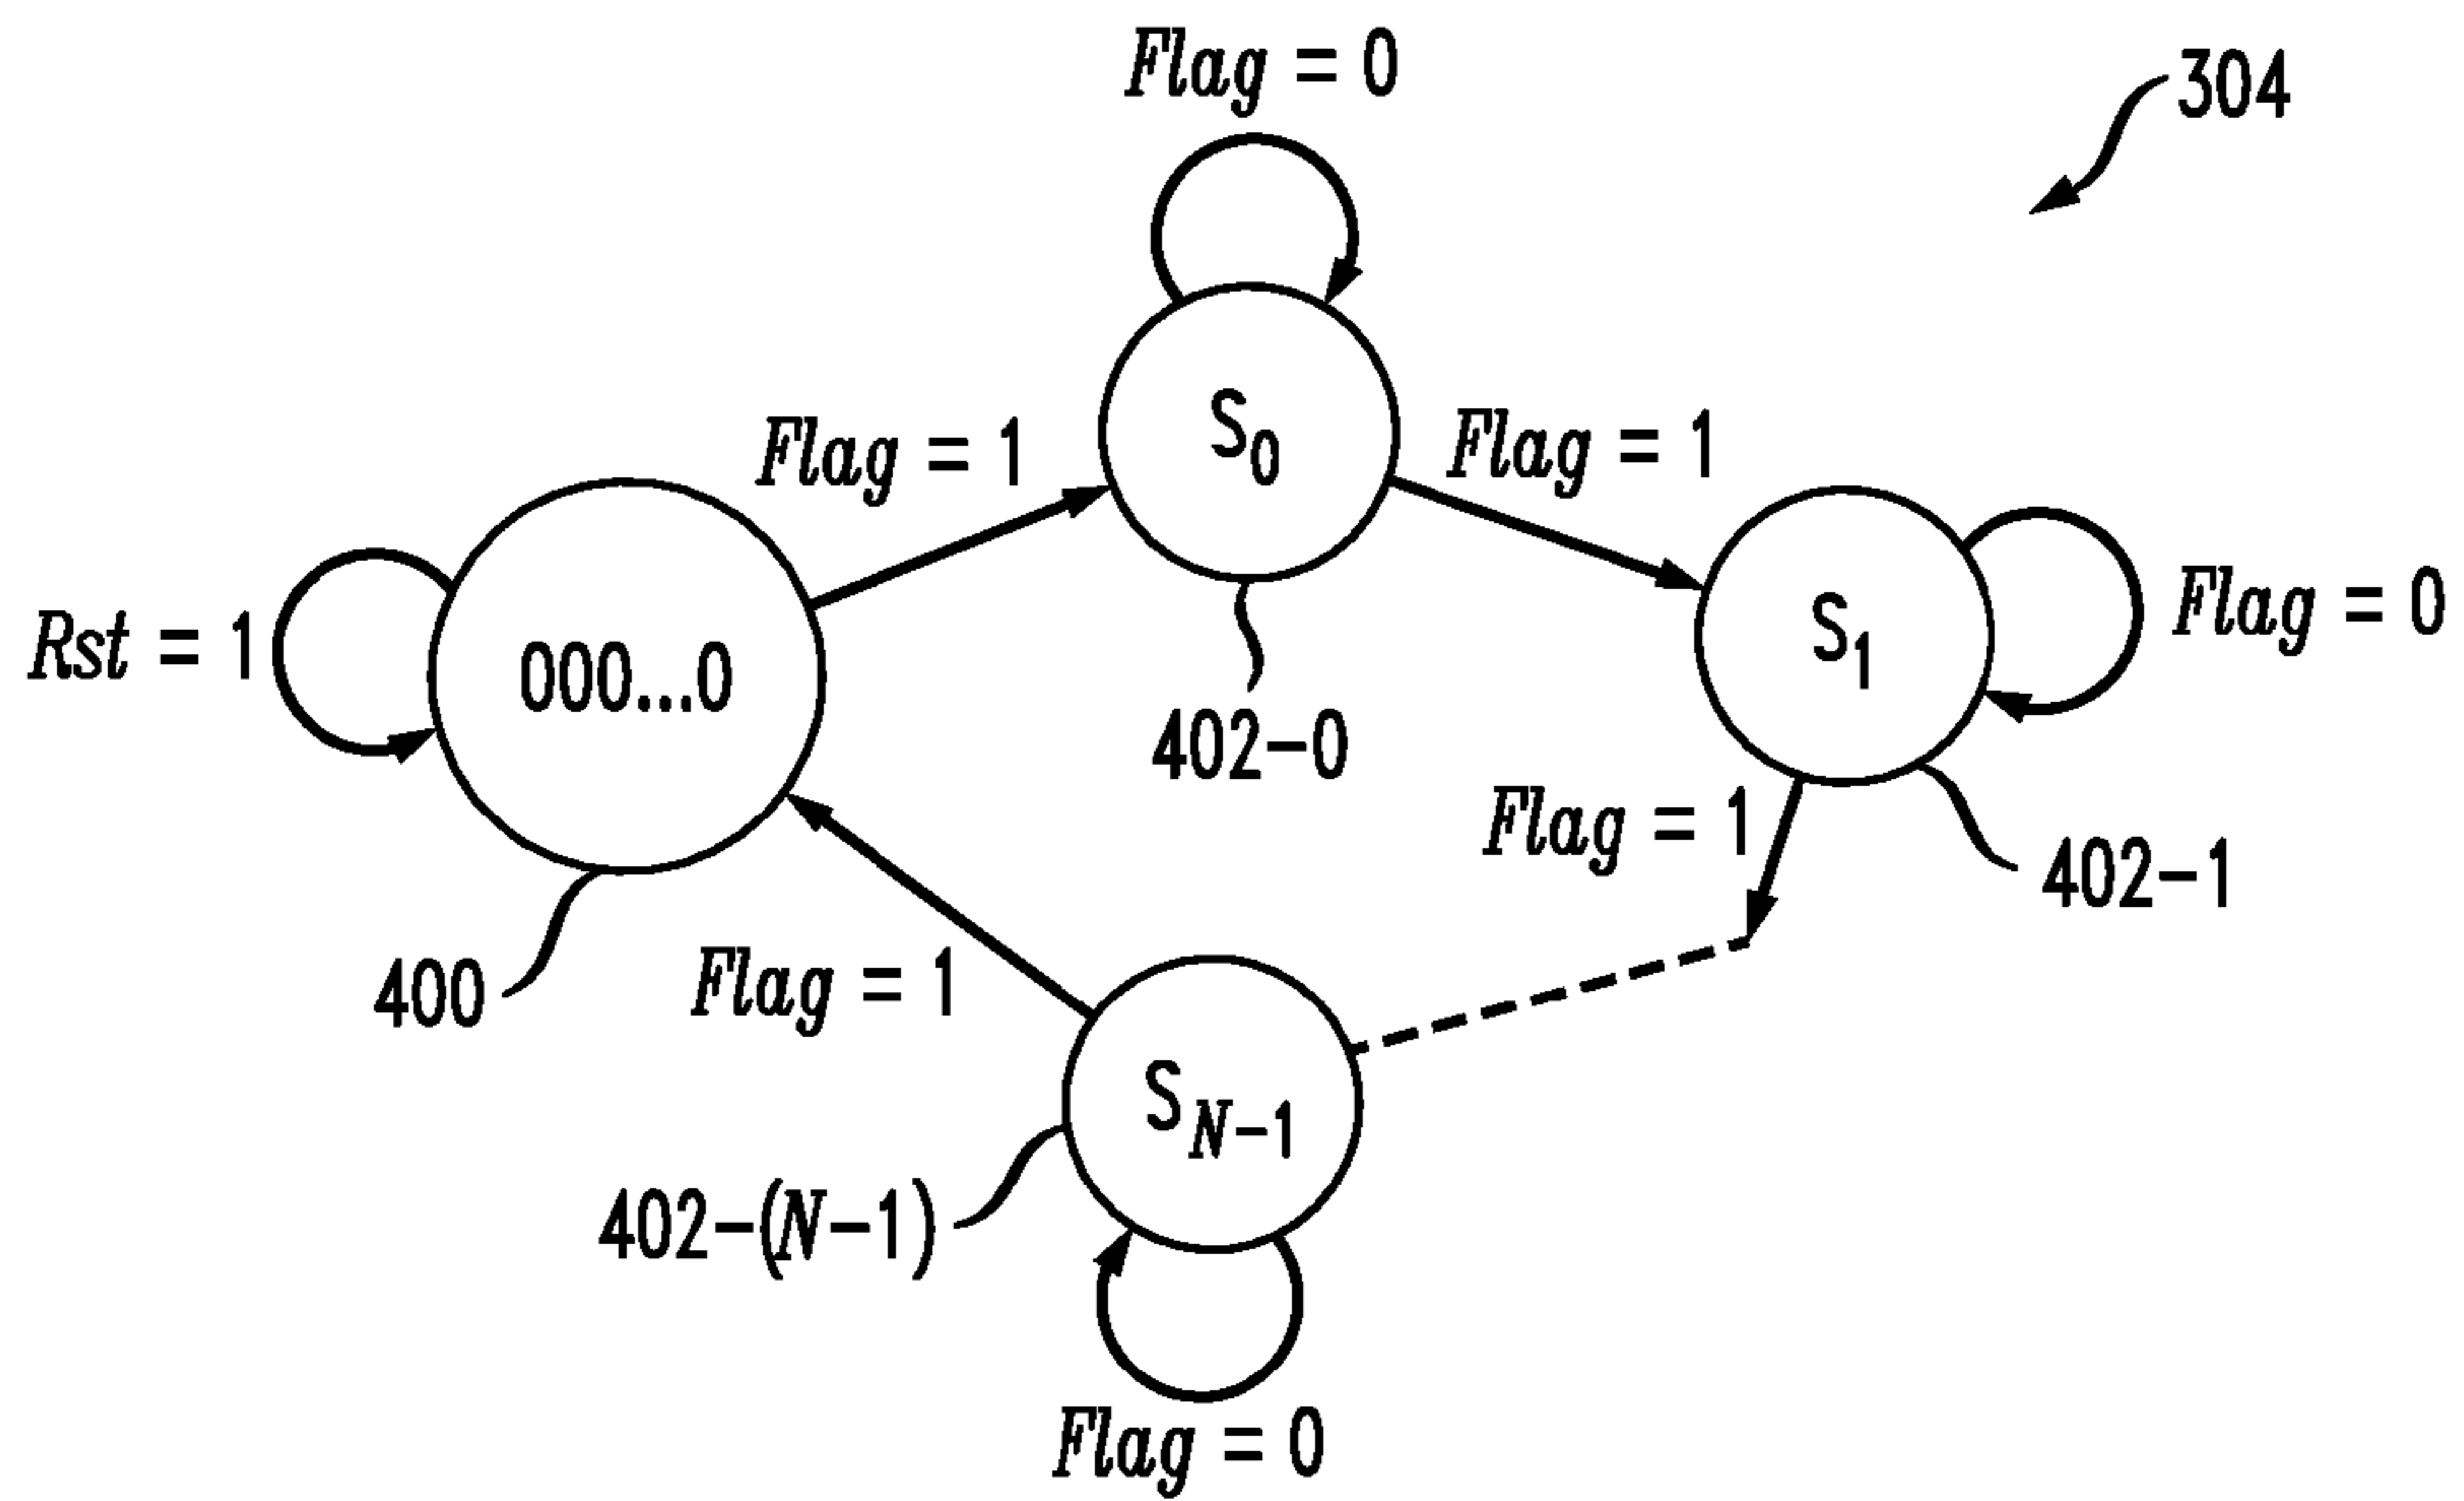 Flag = 0
304
Flag = 1
S0
Flag = 1
Rst = 1
000...0
S1
Flag = 0
402-0
Flag = 1
402-1
400
Flag = 1
SN-1
402-(N-1)
Flag = 0